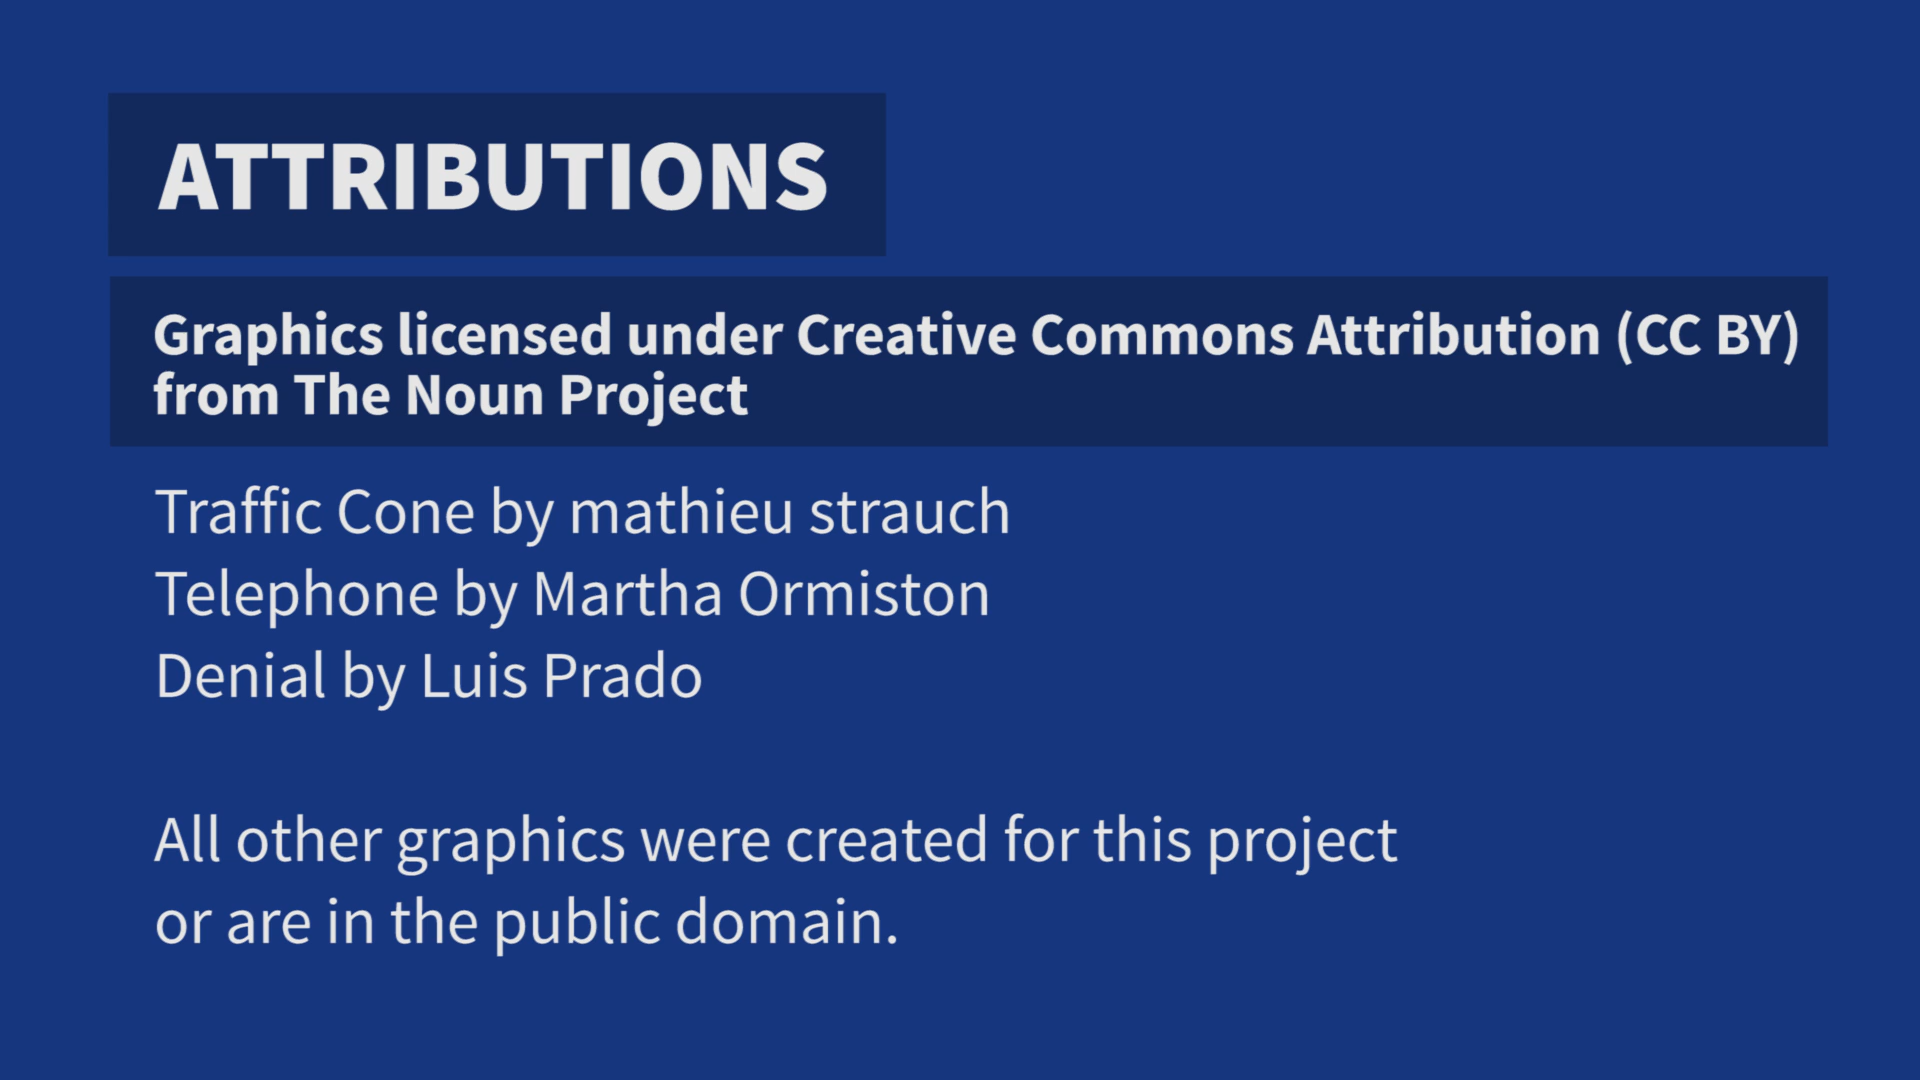 ATTRIBUTIONS
Graphics licensed under Creative Commons Attribution (CC BY)
from The Noun Project
Traffic Cone by mathieu strauch
Telephone by Martha Ormiston
Denial by Luis Prado
All other graphics were created for this project
or are in the public domain.